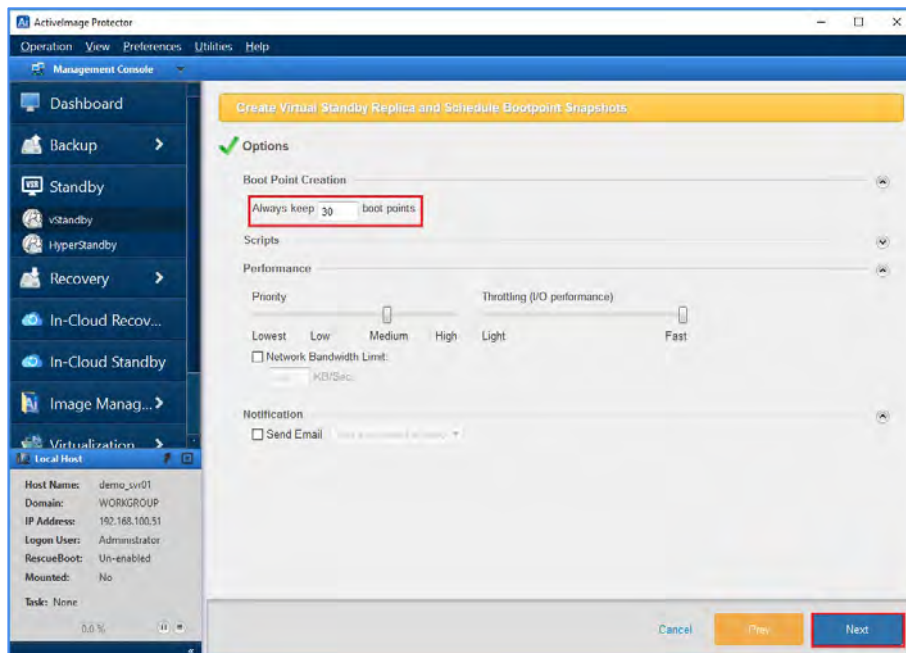 ActiveImage Protector
Operation View Preferences Utilities Help
Management Console
Dashboard
Backup
Standby
vStandby
HyperStandby
Recovery
In-Cloud Recov...
In-Cloud Standby
Image Manag...
Virtualization
Local Host
Host Name: demo_svr01
Domain: WORKGROUP
IP Address: 192.168.100.51
Logon User: Administrator
RescueBoot: Un-enabled
Mounted: No
Task: None
0.0 %
Create Virtual Standby Replica and Schedule Bootpoint Snapshots
Options
Boot Point Creation
Always keep 30 boot points
Scripts
Performance
Priority Throttling (I/O performance)
Lowest Low Medium High Light Fast
Network Bandwidth Limit:
KB/Sec.
Notification
Send Email
Cancel Prev Next